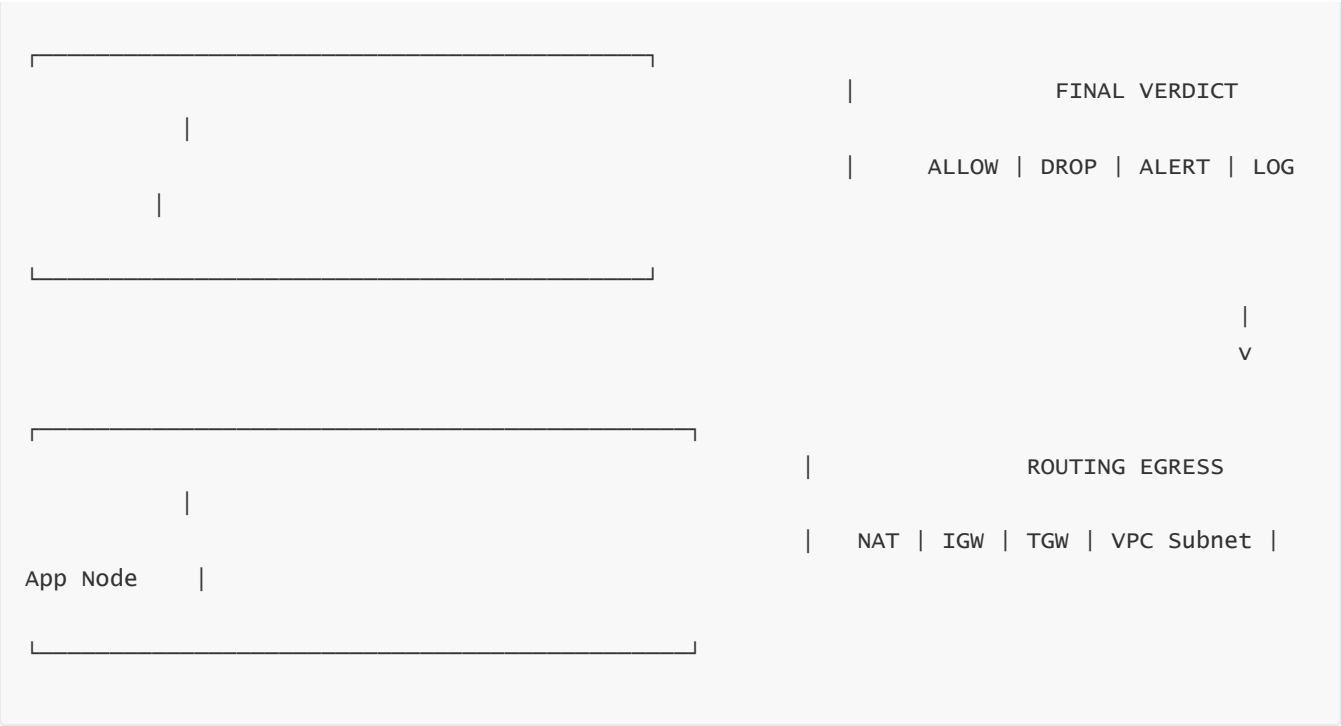 FINAL VERDICT
ALLOW | DROP | ALERT | LOG
v
ROUTING EGRESS
NAT | IGW | TGW | VPC Subnet |
App Node |